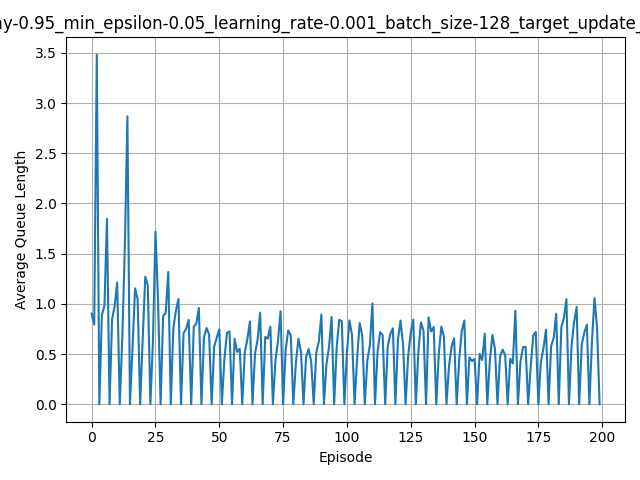 ay-0.95_min_epsilon-0.05_learning_rate-0.001_batch_size-128_target_update_
3.5
3.0
2.5
2.0
1.5
1.0
0.5
0.0
Average Queue Length
0 25 50 75 100 125 150 175 200
Episode